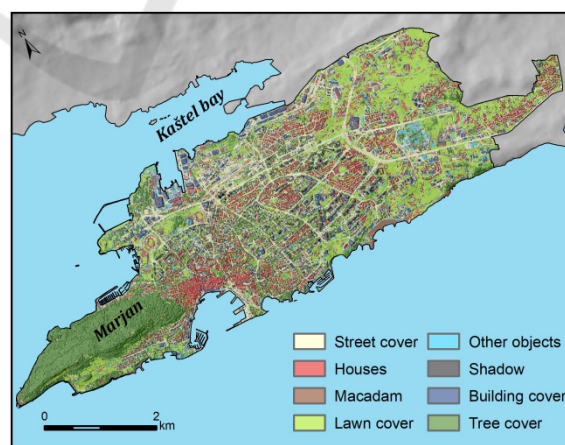 N
Kaštel bay
Marjan
Street cover
Other objects
Houses
Shadow
Macadam
Building cover
Lawn cover
Tree cover
0
2
km